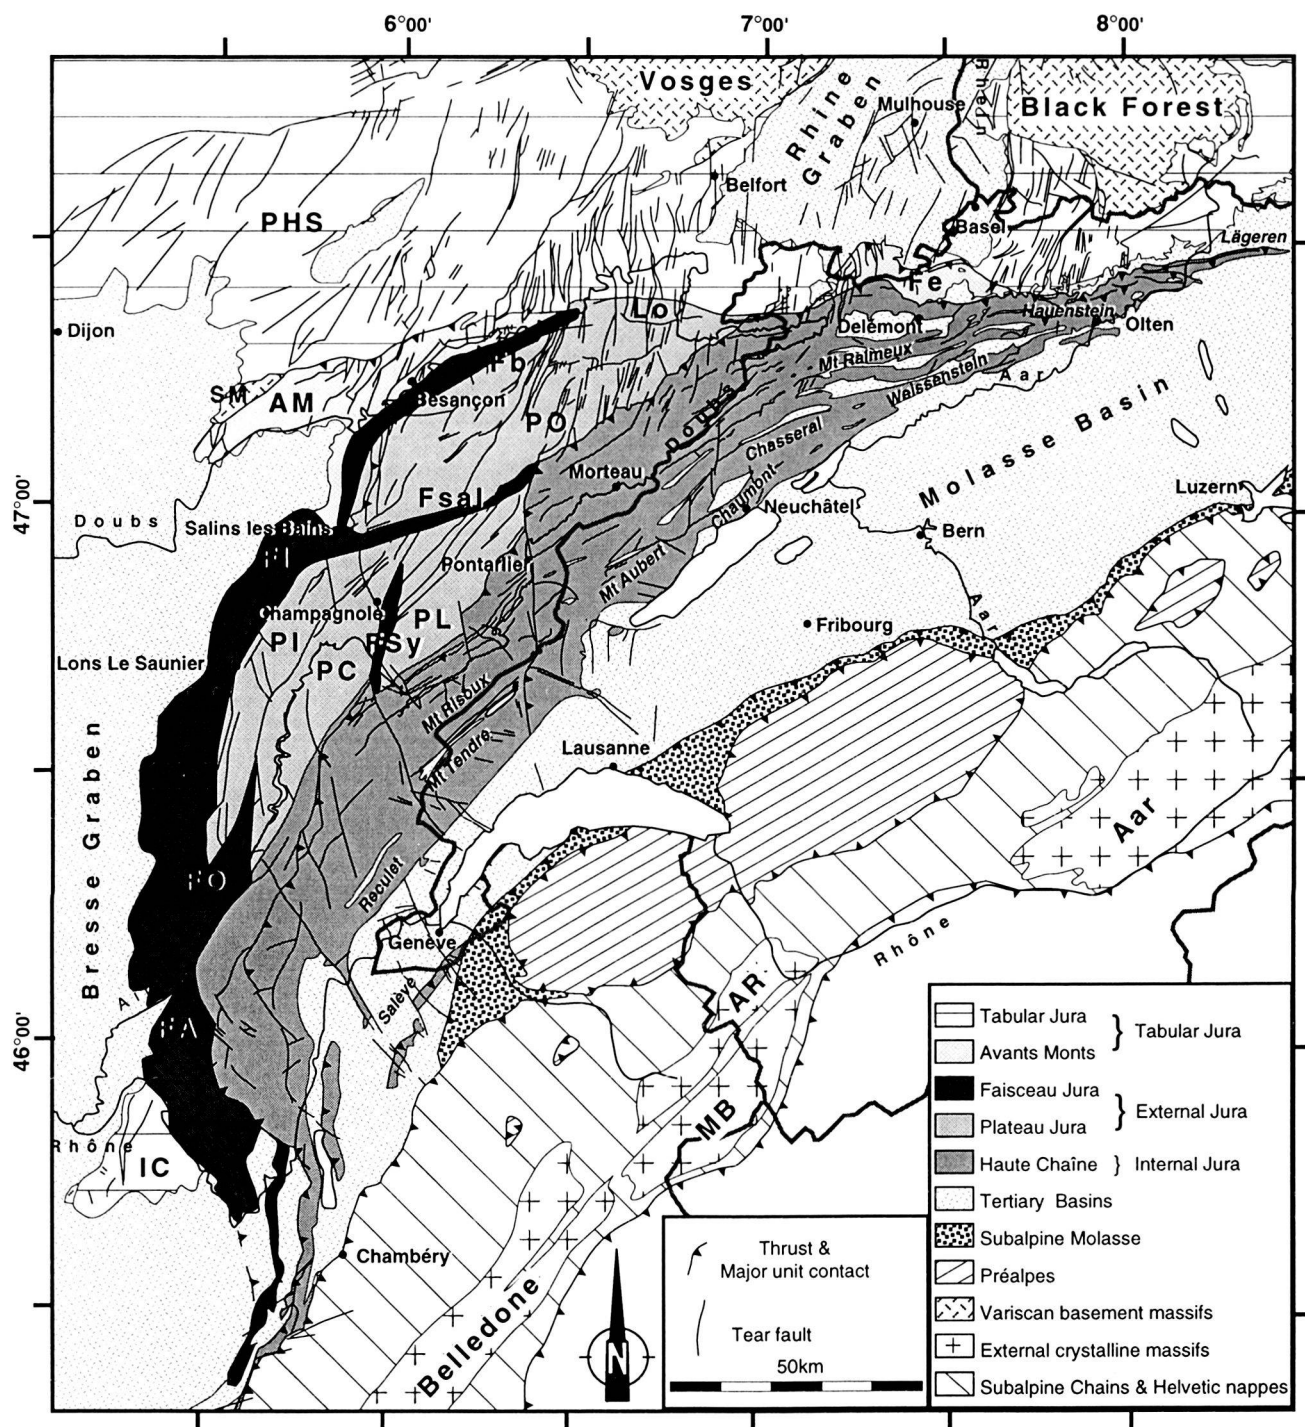 6°00'
7°00'
8°00'
Vosges
Rhein
Mulhouse
Black Forest
Rhine
Graben
Belfort
PHS
Basel
Lägeren
Fe
Lo
Dijon
Delémont
Hauenstein
Olten
Mt Raimeux
Fb
Weissenstein
Aar
SM
AM
Besançon
Doubs
PO
Chasseral
Molasse Basin
Morteau
Fsal
Chaumont
Neuchâtel
Luzern
47°00'
Doubs
Salins les Bains
Bern
Pontarlier
Mt Aubert
Aar
Champagnole
PL
Fribourg
PI
FSy
PC
Lons Le Saunier
Mt Risoux
Mt Tendre
Lausanne
Bresse Graben
Aar
FO
Reculet
Genève
Rhône
AR
Salève
FA
46°00'
MB
Rhône
IC
Chambéry
Belledone
Tabular Jura } Tabular Jura
Avants Monts
Faisceau Jura } External Jura
Plateau Jura
Haute Chaîne } Internal Jura
Tertiary Basins
Subalpine Molasse
Préalpes
Variscan basement massifs
External crystalline massifs
Subalpine Chains & Helvetic nappes
Thrust &
Major unit contact
Tear fault
50km
N